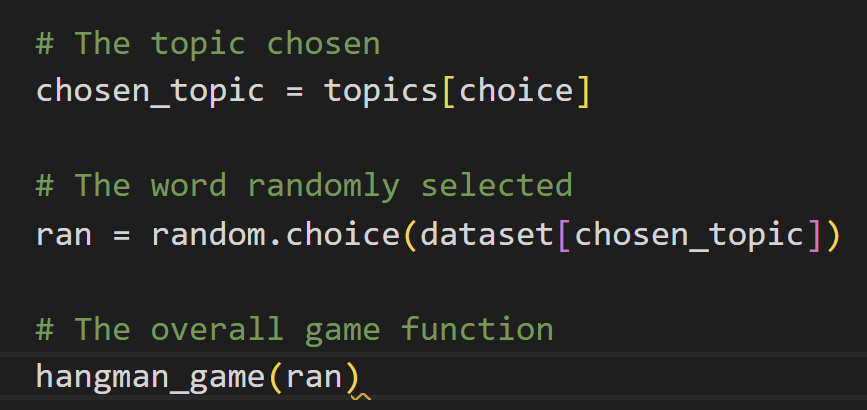 # The topic chosen
chosen_topic = topics[choice]
# The word randomly selected
ran = random.choice(dataset[chosen_topic])
# The overall game function
hangman_game(ran)